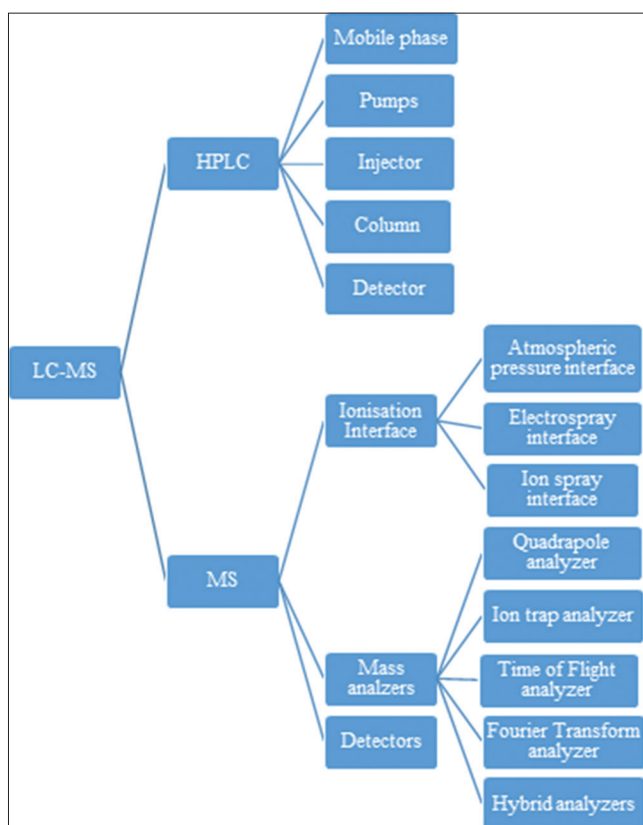 Mobile phase
Pumps
HPLC
Injector
Column
Detector
LC-MS
Atmospheric
pressure interface
Ionisation
Interface
Electrospray
interface
Ion spray
interface
MS
Quadrapole
analyzer
Ion trap analyzer
Mass
analzers
Time of Flight
analyzer
Detectors
Fourier Transform
analyzer
Hybrid analyzers